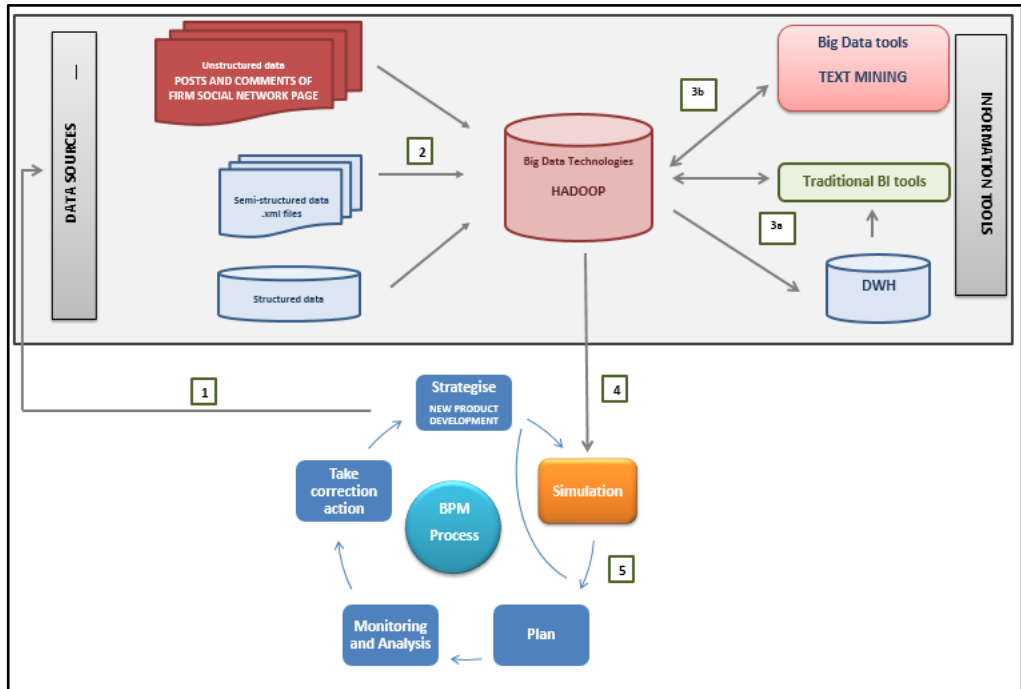 DATA SOURCES
Unstructured data
POSTS AND COMMENTS OF
FIRM SOCIAL NETWORK PAGE
2
Semi-structured data
.xml files
Structured data
Big Data Technologies
HADOOP
3b
Big Data tools
TEXT MINING
Traditional BI tools
3a
DWH
INFORMATION TOOLS
1
4
Strategise
NEW PRODUCT
DEVELOPMENT
Take
correction
action
Simulation
BPM
Process
5
Monitoring
and Analysis
Plan